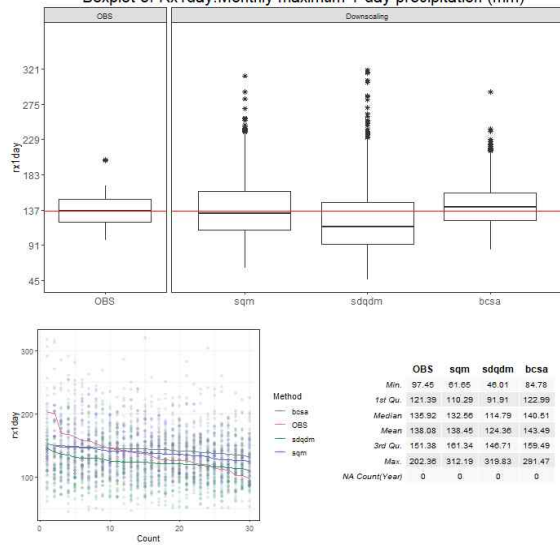 Boxplot of Rx1day:Monthly maximum 1-day precipitation (mm)
OBS
Downscaling
rx1day
321
275
229
183
137
91
45
OBS
sqm
sdqdm
bcsa
rx1day
300
200
100
0
10
20
30
Count
Method
bcsa
OBS
sdqdm
sqm
OBS sqm sdqdm bcsa
Min. 97.45 61.65 46.01 84.78
1st Qu. 121.39 110.29 91.91 122.99
Median 135.92 132.56 114.79 140.51
Mean 138.08 138.45 124.36 143.49
3rd Qu. 151.38 161.34 146.71 159.49
Max. 202.36 312.19 319.83 291.47
NA Count(Year) 0 0 0 0